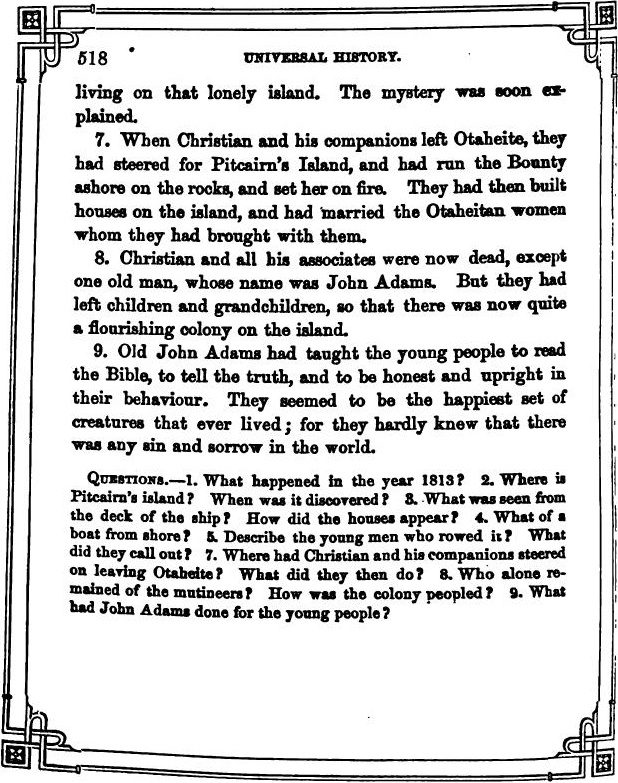 518
UNIVERSAL HISTORY.
living on that lonely island. The mystery was soon ex-
plained.
7. When Christian and his companions left Otaheite, they
had steered for Pitcairn's Island, and had run the Bounty
ashore on the rocks, and set her on fire. They had then built
houses on the island, and had married the Otaheitan women
whom they had brought with them.
8. Christian and all his associates were now dead, except
one old man, whose name was John Adams. But they had
left children and grandchildren, so that there was now quite
a flourishing colony on the island.
9. Old John Adams had taught the young people to read
the Bible, to tell the truth, and to be honest and upright in
their behaviour. They seemed to be the happiest set of
creatures that ever lived; for they hardly knew that there
was any sin and sorrow in the world.
QUESTIONS.—1. What happened in the year 1813? 2. Where is
Pitcairn's island? When was it discovered? 3. What was seen from
the deck of the ship? How did the houses appear? 4. What of a
boat from shore? 5. Describe the young men who rowed it? What
did they call out? 7. Where had Christian and his companions steered
on leaving Otaheite? What did they then do? 8. Who alone re-
mained of the mutineers? How was the colony peopled? 9. What
had John Adams done for the young people?